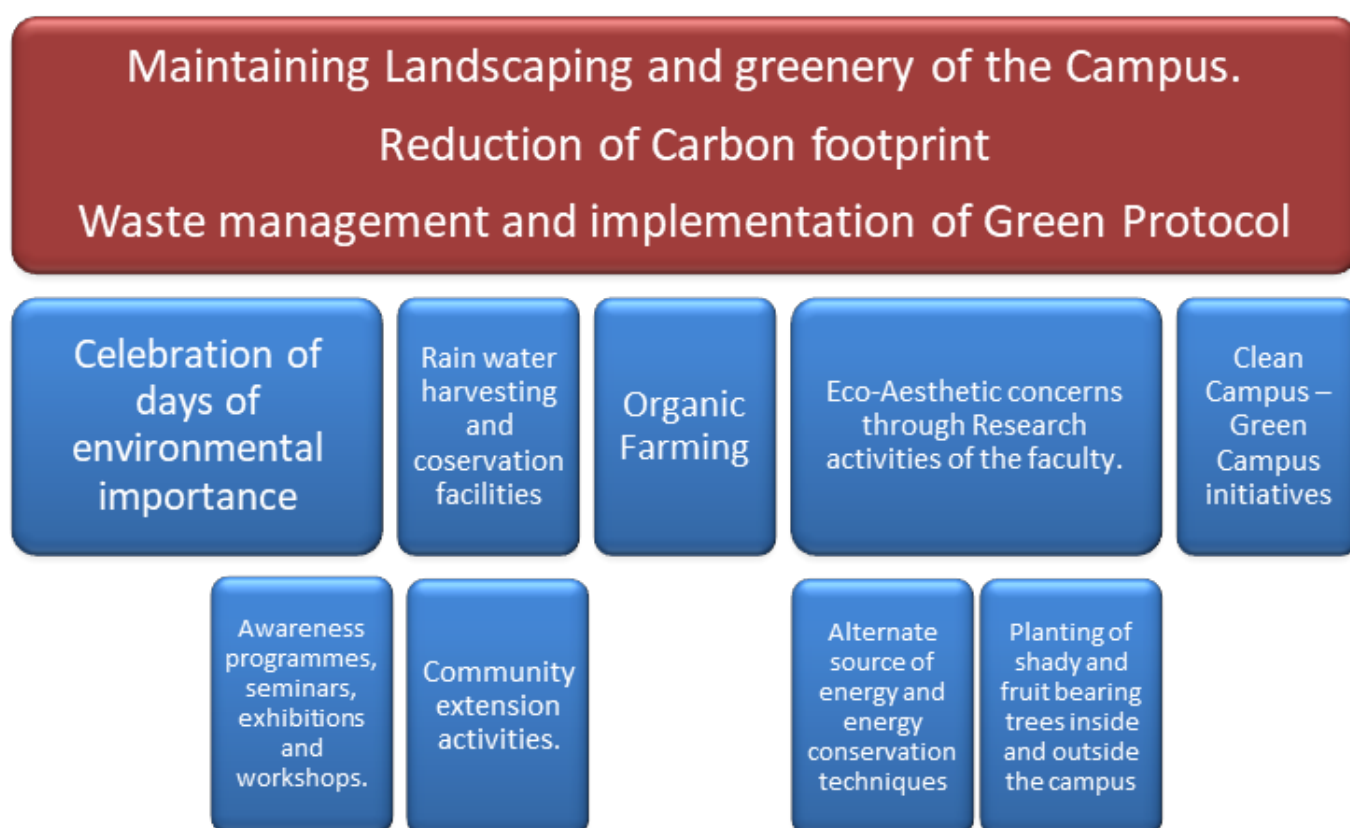 Maintaining Landscaping and greenery of the Campus.
Reduction of Carbon footprint
Waste management and implementation of Green Protocol
Celebration of
days of
environmental
importance
Rain water
harvesting
and
coservation
facilities
Organic
Farming
Eco-Aesthetic concerns
through Research
activities of the faculty.
Clean
Campus –
Green
Campus
initiatives
Awareness
programmes,
seminars,
exhibitions
and
workshops.
Community
extension
activities.
Alternate
source of
energy and
energy
conservation
techniques
Planting of
shady and
fruit bearing
trees inside
and outside
the campus